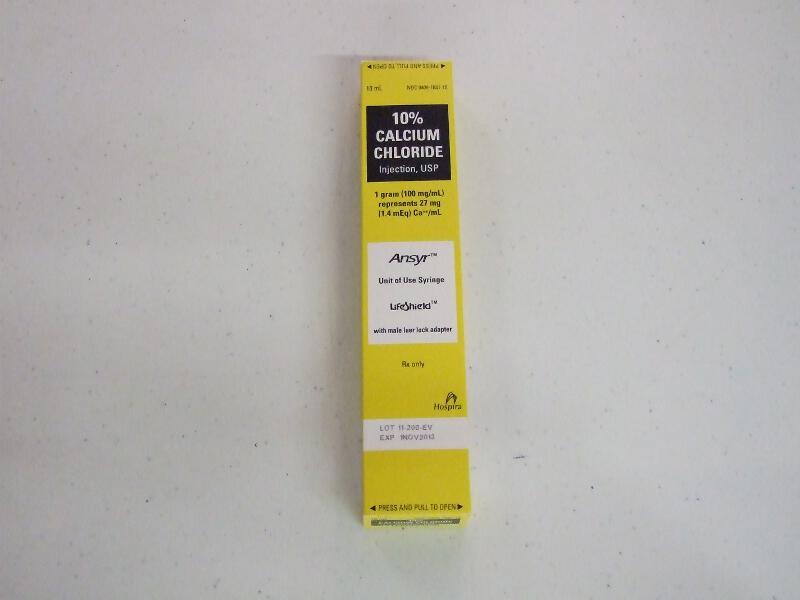 ◄ PRESS AND PULL TO OPEN ►
10 mL
10%
CALCIUM
CHLORIDE
Injection, USP
1 gram (100 mg/mL)
represents 27 mg
(1.4 mEq) Ca⁺⁺/mL
Ansyr™
Unit of Use Syringe
LifeShield™
with male luer lock adapter
Rx only
Hospira
LOT 11-200-EV
EXP 1NOV2012
◄ PRESS AND PULL TO OPEN ►